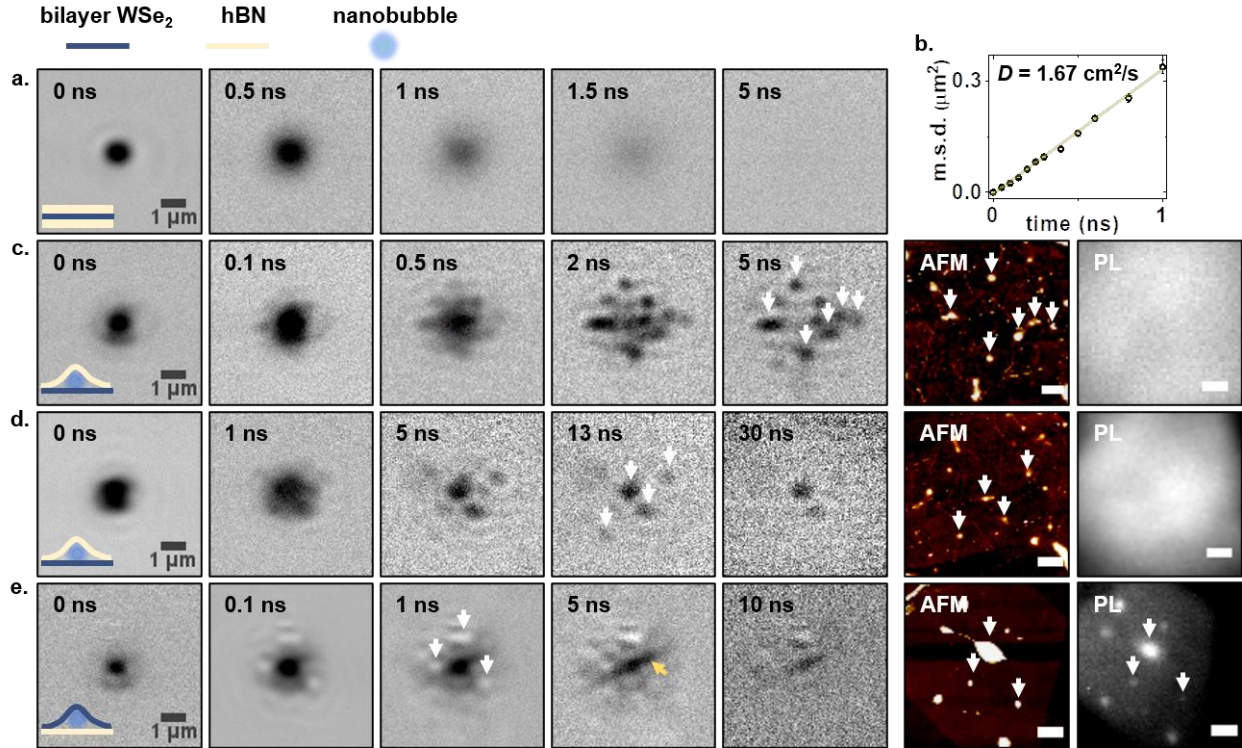 bilayer WSe₂ hBN nanobubble
a.
0 ns 0.5 ns 1 ns 1.5 ns 5 ns
1 µm
b.
D = 1.67 cm²/s
m.s.d. (µm²)
0.3
0.0
0 1
time (ns)
c.
0 ns 0.1 ns 0.5 ns 2 ns 5 ns AFM PL
1 µm
d.
0 ns 1 ns 5 ns 13 ns 30 ns AFM PL
1 µm
e.
0 ns 0.1 ns 1 ns 5 ns 10 ns AFM PL
1 µm